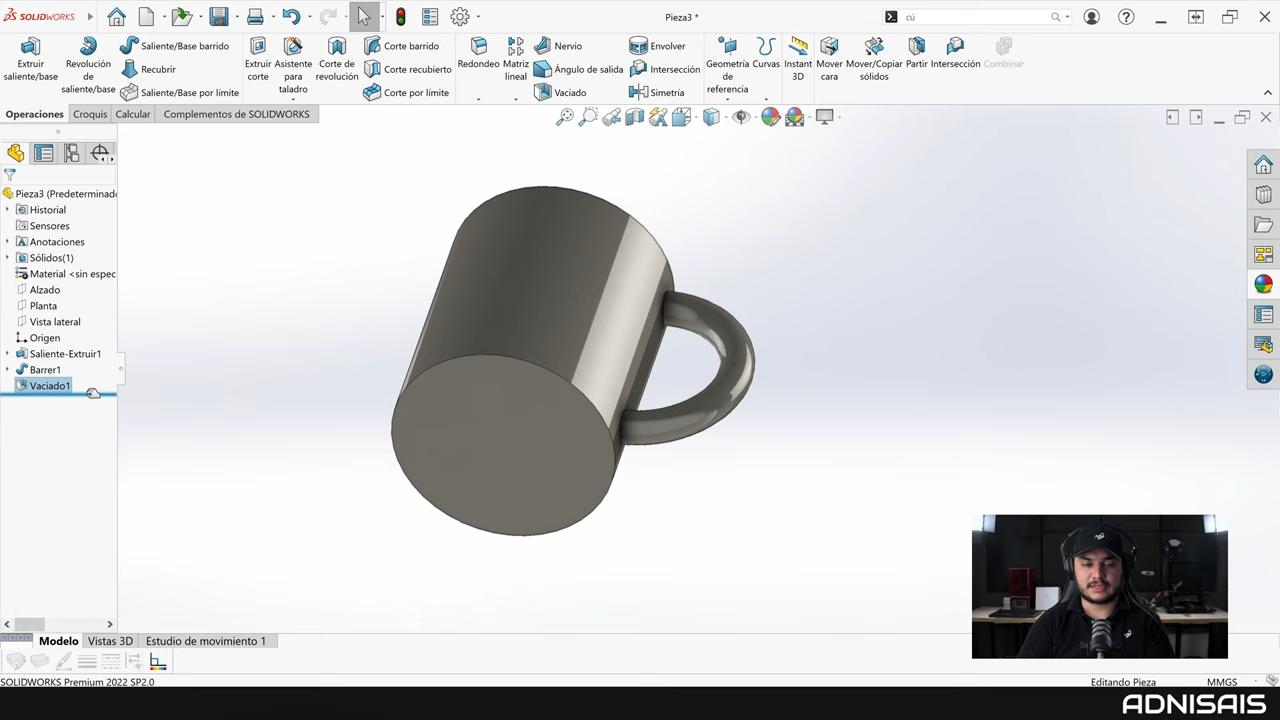 SOLIDWORKS
Pieza3 *
cú
Extruir saliente/base
Revolución de saliente/base
Saliente/Base barrido
Recubrir
Saliente/Base por límite
Extruir corte
Asistente para taladro
Corte de revolución
Corte barrido
Corte recubierto
Corte por límite
Redondeo
Matriz lineal
Nervio
Ángulo de salida
Vaciado
Envolver
Intersección
Simetría
Geometría de referencia
Curvas
Instant 3D
Mover cara
Mover/Copiar sólidos
Partir
Intersección
Combinar
Operaciones
Croquis
Calcular
Complementos de SOLIDWORKS
Pieza3 (Predeterminado
Historial
Sensores
Anotaciones
Sólidos(1)
Material <sin espec
Alzado
Planta
Vista lateral
Origen
Saliente-Extruir1
Barrer1
Vaciado1
Modelo
Vistas 3D
Estudio de movimiento 1
SOLIDWORKS Premium 2022 SP2.0
Editando Pieza
MMGS
ADNISAIS